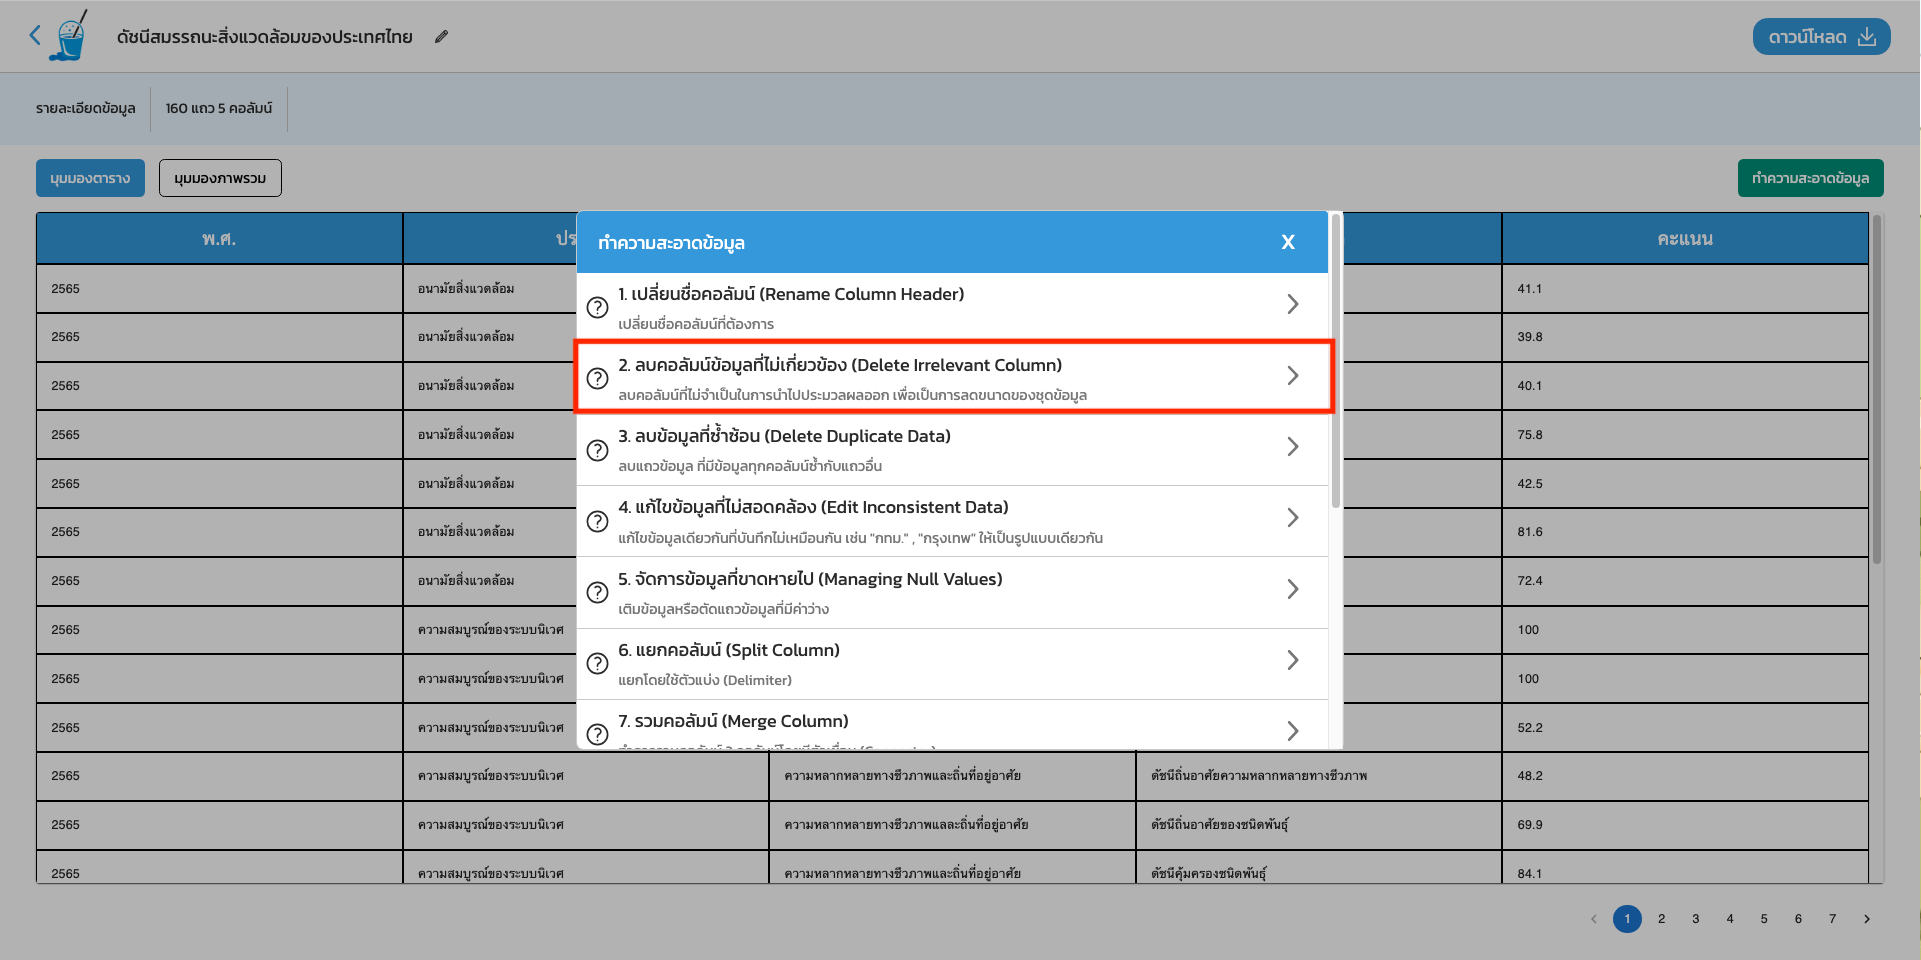 ดัชนีสมรรถนะสิ่งแวดล้อมของประเทศไทย
ดาวน์โหลด
รายละเอียดข้อมูล
160 แถว 5 คอลัมน์
มุมมองตาราง
มุมมองภาพรวม
ทำความสะอาดข้อมูล
พ.ศ.
คะแนน
ทำความสะอาดข้อมูล
X
1. เปลี่ยนชื่อคอลัมน์ (Rename Column Header)
เปลี่ยนชื่อคอลัมน์ที่ต้องการ
2. ลบคอลัมน์ข้อมูลที่ไม่เกี่ยวข้อง (Delete Irrelevant Column)
ลบคอลัมน์ที่ไม่จำเป็นในการนำไปประมวลผลออก เพื่อเป็นการลดขนาดของชุดข้อมูล
3. ลบข้อมูลที่ซ้ำซ้อน (Delete Duplicate Data)
ลบแถวข้อมูล ที่มีข้อมูลทุกคอลัมน์ซ้ำกับแถวอื่น
4. แก้ไขข้อมูลที่ไม่สอดคล้อง (Edit Inconsistent Data)
แก้ไขข้อมูลเดียวกันที่บันทึกไม่เหมือนกัน เช่น "กทม." , "กรุงเทพ" ให้เป็นรูปแบบเดียวกัน
5. จัดการข้อมูลที่ขาดหายไป (Managing Null Values)
เติมข้อมูลหรือตัดแถวข้อมูลที่มีค่าว่าง
6. แยกคอลัมน์ (Split Column)
แยกโดยใช้ตัวแบ่ง (Delimiter)
7. รวมคอลัมน์ (Merge Column)
2565 อนามัยสิ่งแวดล้อม 41.1
2565 อนามัยสิ่งแวดล้อม 39.8
2565 อนามัยสิ่งแวดล้อม 40.1
2565 อนามัยสิ่งแวดล้อม 75.8
2565 อนามัยสิ่งแวดล้อม 42.5
2565 อนามัยสิ่งแวดล้อม 81.6
2565 อนามัยสิ่งแวดล้อม 72.4
2565 ความสมบูรณ์ของระบบนิเวศ 100
2565 ความสมบูรณ์ของระบบนิเวศ 100
2565 ความสมบูรณ์ของระบบนิเวศ 52.2
2565 ความสมบูรณ์ของระบบนิเวศ ความหลากหลายทางชีวภาพและถิ่นที่อยู่อาศัย ดัชนีถิ่นอาศัยความหลากหลายทางชีวภาพ 48.2
2565 ความสมบูรณ์ของระบบนิเวศ ความหลากหลายทางชีวภาพแลละถิ่นที่อยู่อาศัย ดัชนีถิ่นอาศัยของชนิดพันธุ์ 69.9
2565 ความสมบูรณ์ของระบบนิเวศ ความหลากหลายทางชีวภาพและถิ่นที่อยู่อาศัย ดัชนีคุ้มครองชนิดพันธุ์ 84.1
1 2 3 4 5 6 7